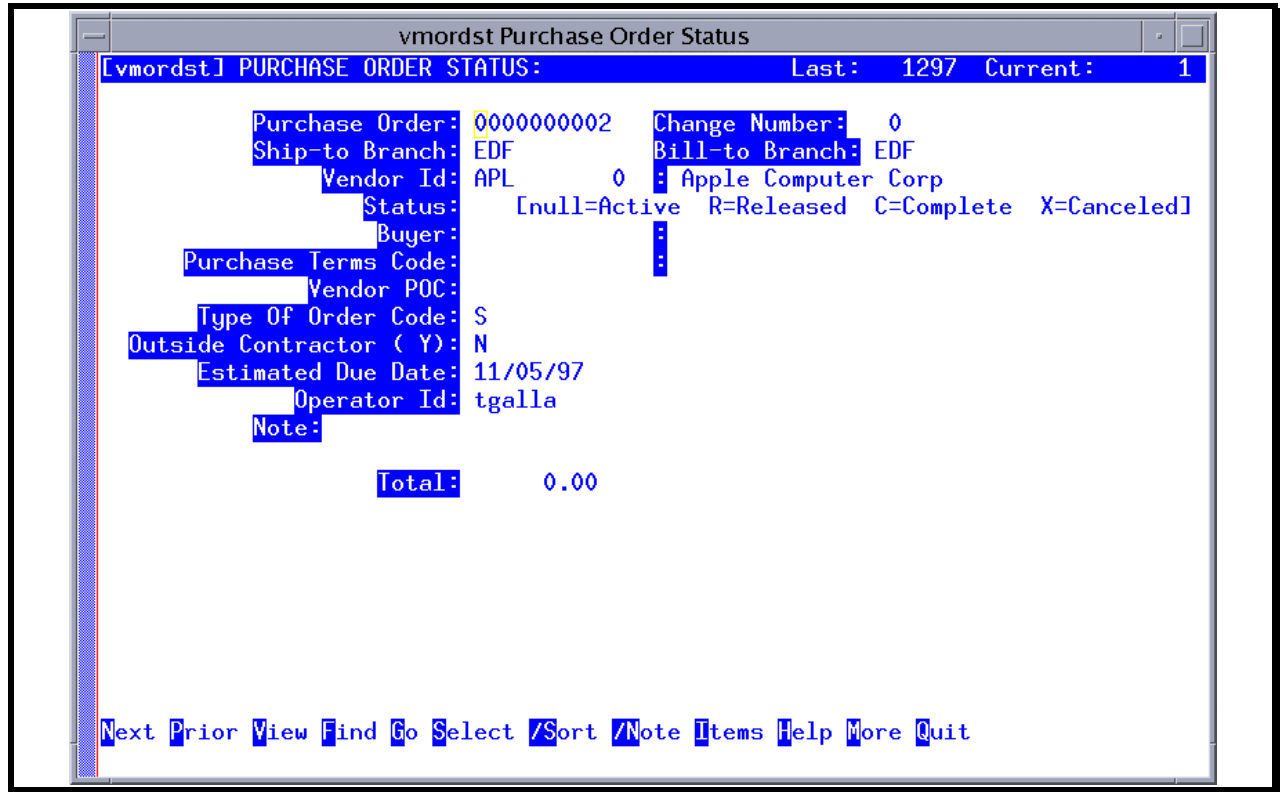 vmordst Purchase Order Status
[vmordst] PURCHASE ORDER STATUS: Last: 1297 Current: 1
Purchase Order: 0000000002 Change Number: 0
Ship-to Branch: EDF Bill-to Branch: EDF
Vendor Id: APL 0 : Apple Computer Corp
Status: [null=Active R=Released C=Complete X=Canceled]
Buyer: :
Purchase Terms Code: :
Vendor POC:
Type Of Order Code: S
Outside Contractor ( Y): N
Estimated Due Date: 11/05/97
Operator Id: tgalla
Note:
Total: 0.00
Next Prior View Find Go Select /Sort /Note Items Help More Quit